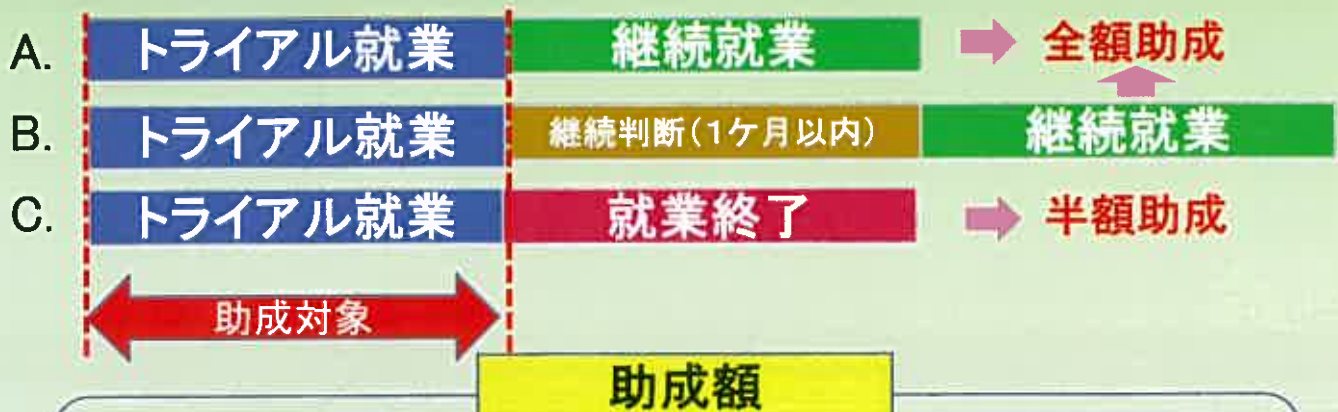 A. トライアル就業 継続就業 全額助成
B. トライアル就業 継続判断(1ケ月以内) 継続就業
C. トライアル就業 就業終了 半額助成
助成対象
助成額